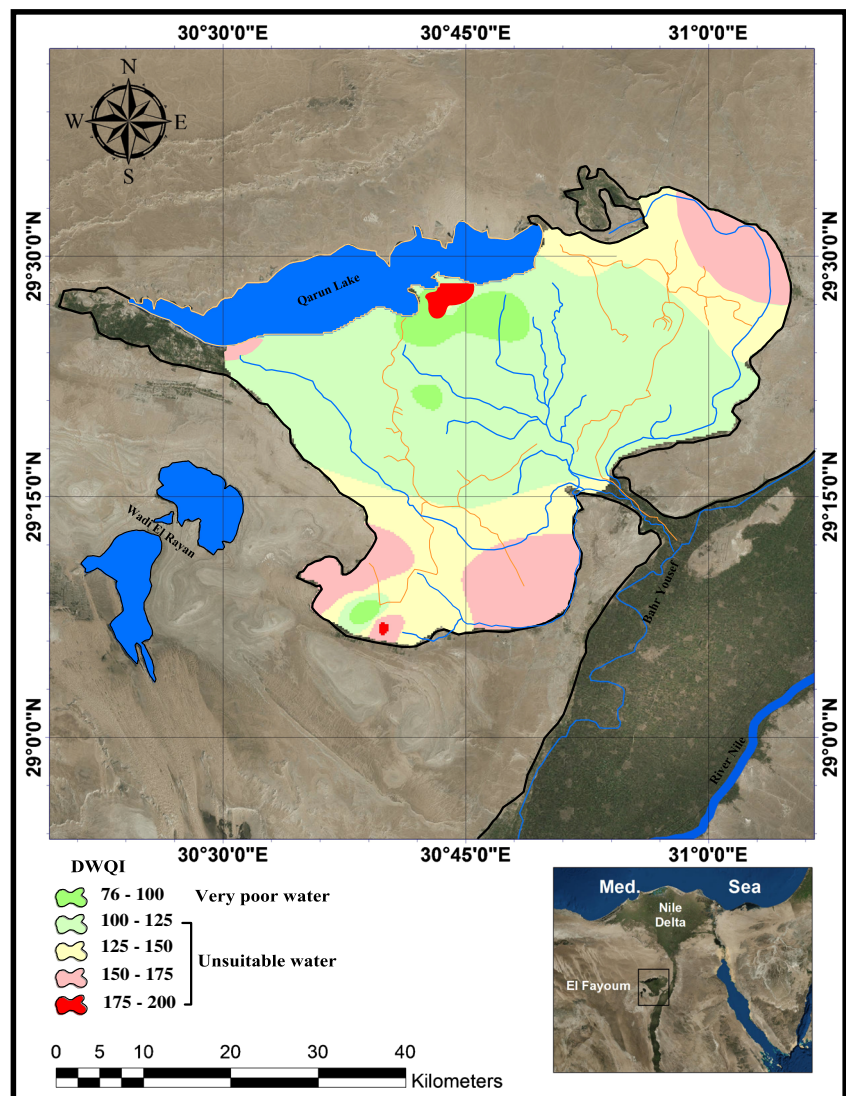 30°30'0"E 30°45'0"E 31°0'0"E
N
W E
S
29°30'0"N 29°30'0"N
Qarun Lake
29°15'0"N 29°15'0"N
Wadi El Rayan
Bahr Yousef
29°0'0"N 29°0'0"N
River Nile
30°30'0"E 30°45'0"E 31°0'0"E
DWQI
76 - 100 Very poor water
100 - 125
125 - 150
Unsuitable water
150 - 175
175 - 200
0 5 10 20 30 40
Kilometers
Med. Sea
Nile
Delta
El Fayoum